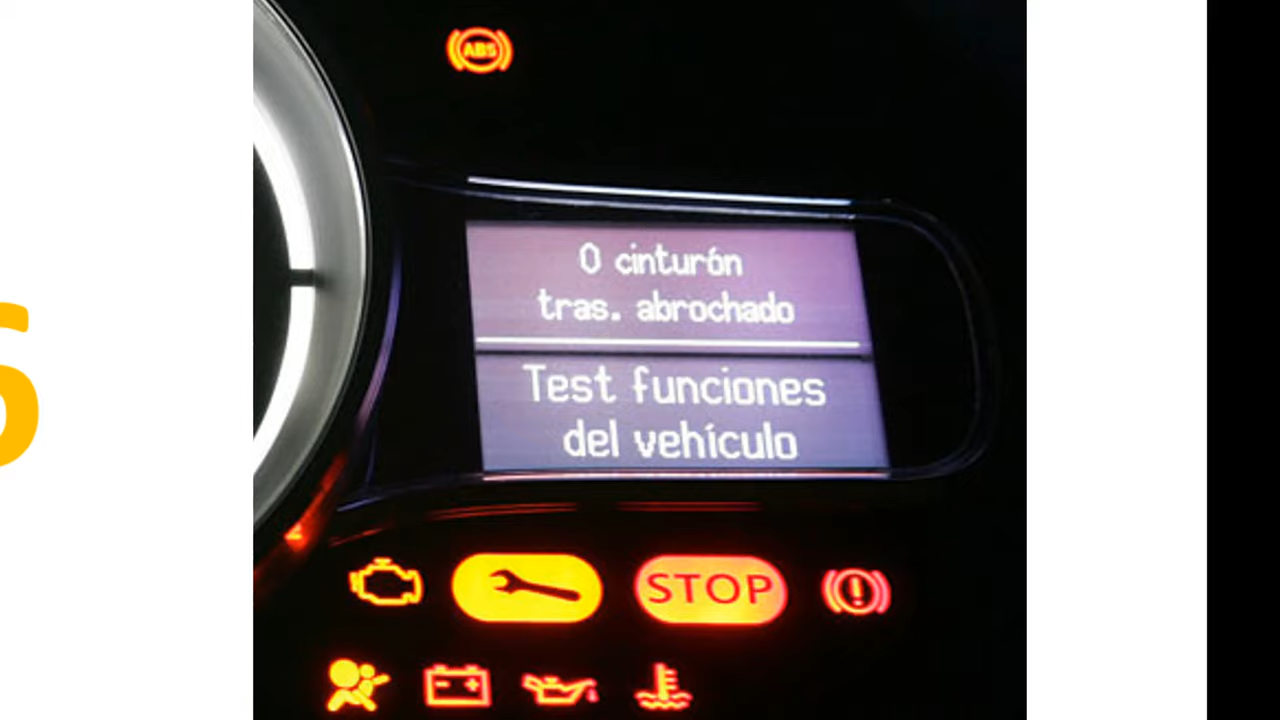 ABS
0 cinturón
tras. abrochado
Test funciones
del vehículo
STOP